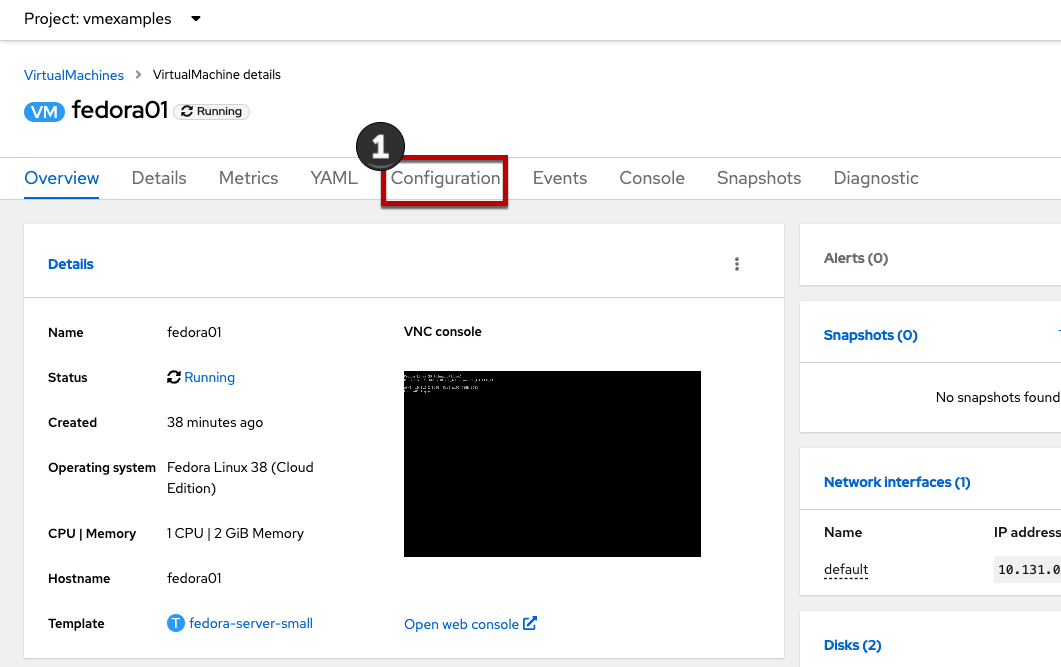 Project: vmexamples
VirtualMachines > VirtualMachine details
VM fedora01 Running
1
Overview Details Metrics YAML Configuration Events Console Snapshots Diagnostic
Details
Name fedora01
Status Running
Created 38 minutes ago
Operating system Fedora Linux 38 (Cloud
Edition)
CPU | Memory 1 CPU | 2 GiB Memory
Hostname fedora01
Template T fedora-server-small
VNC console
Open web console
Alerts (0)
Snapshots (0)
No snapshots found
Network interfaces (1)
Name IP address
default 10.131.0
Disks (2)